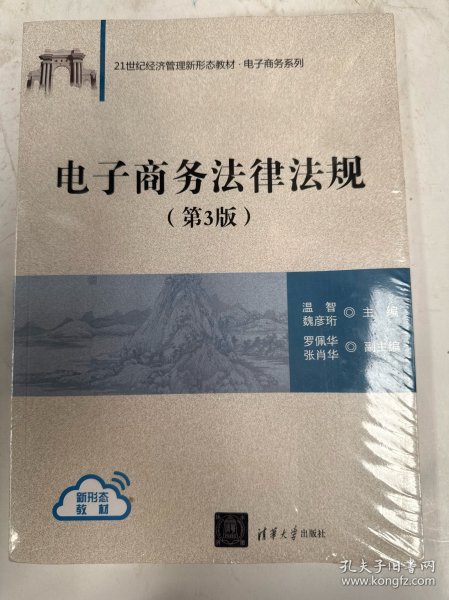 21世纪经济管理新形态教材·电子商务系列
电子商务法律法规
（第3版）
温 智
魏彦珩
◎ 主 编
罗佩华
张肖华
◎ 副主编
新形态
教 材
清华大学出版社
孔夫子旧书网
www.kongfz.com